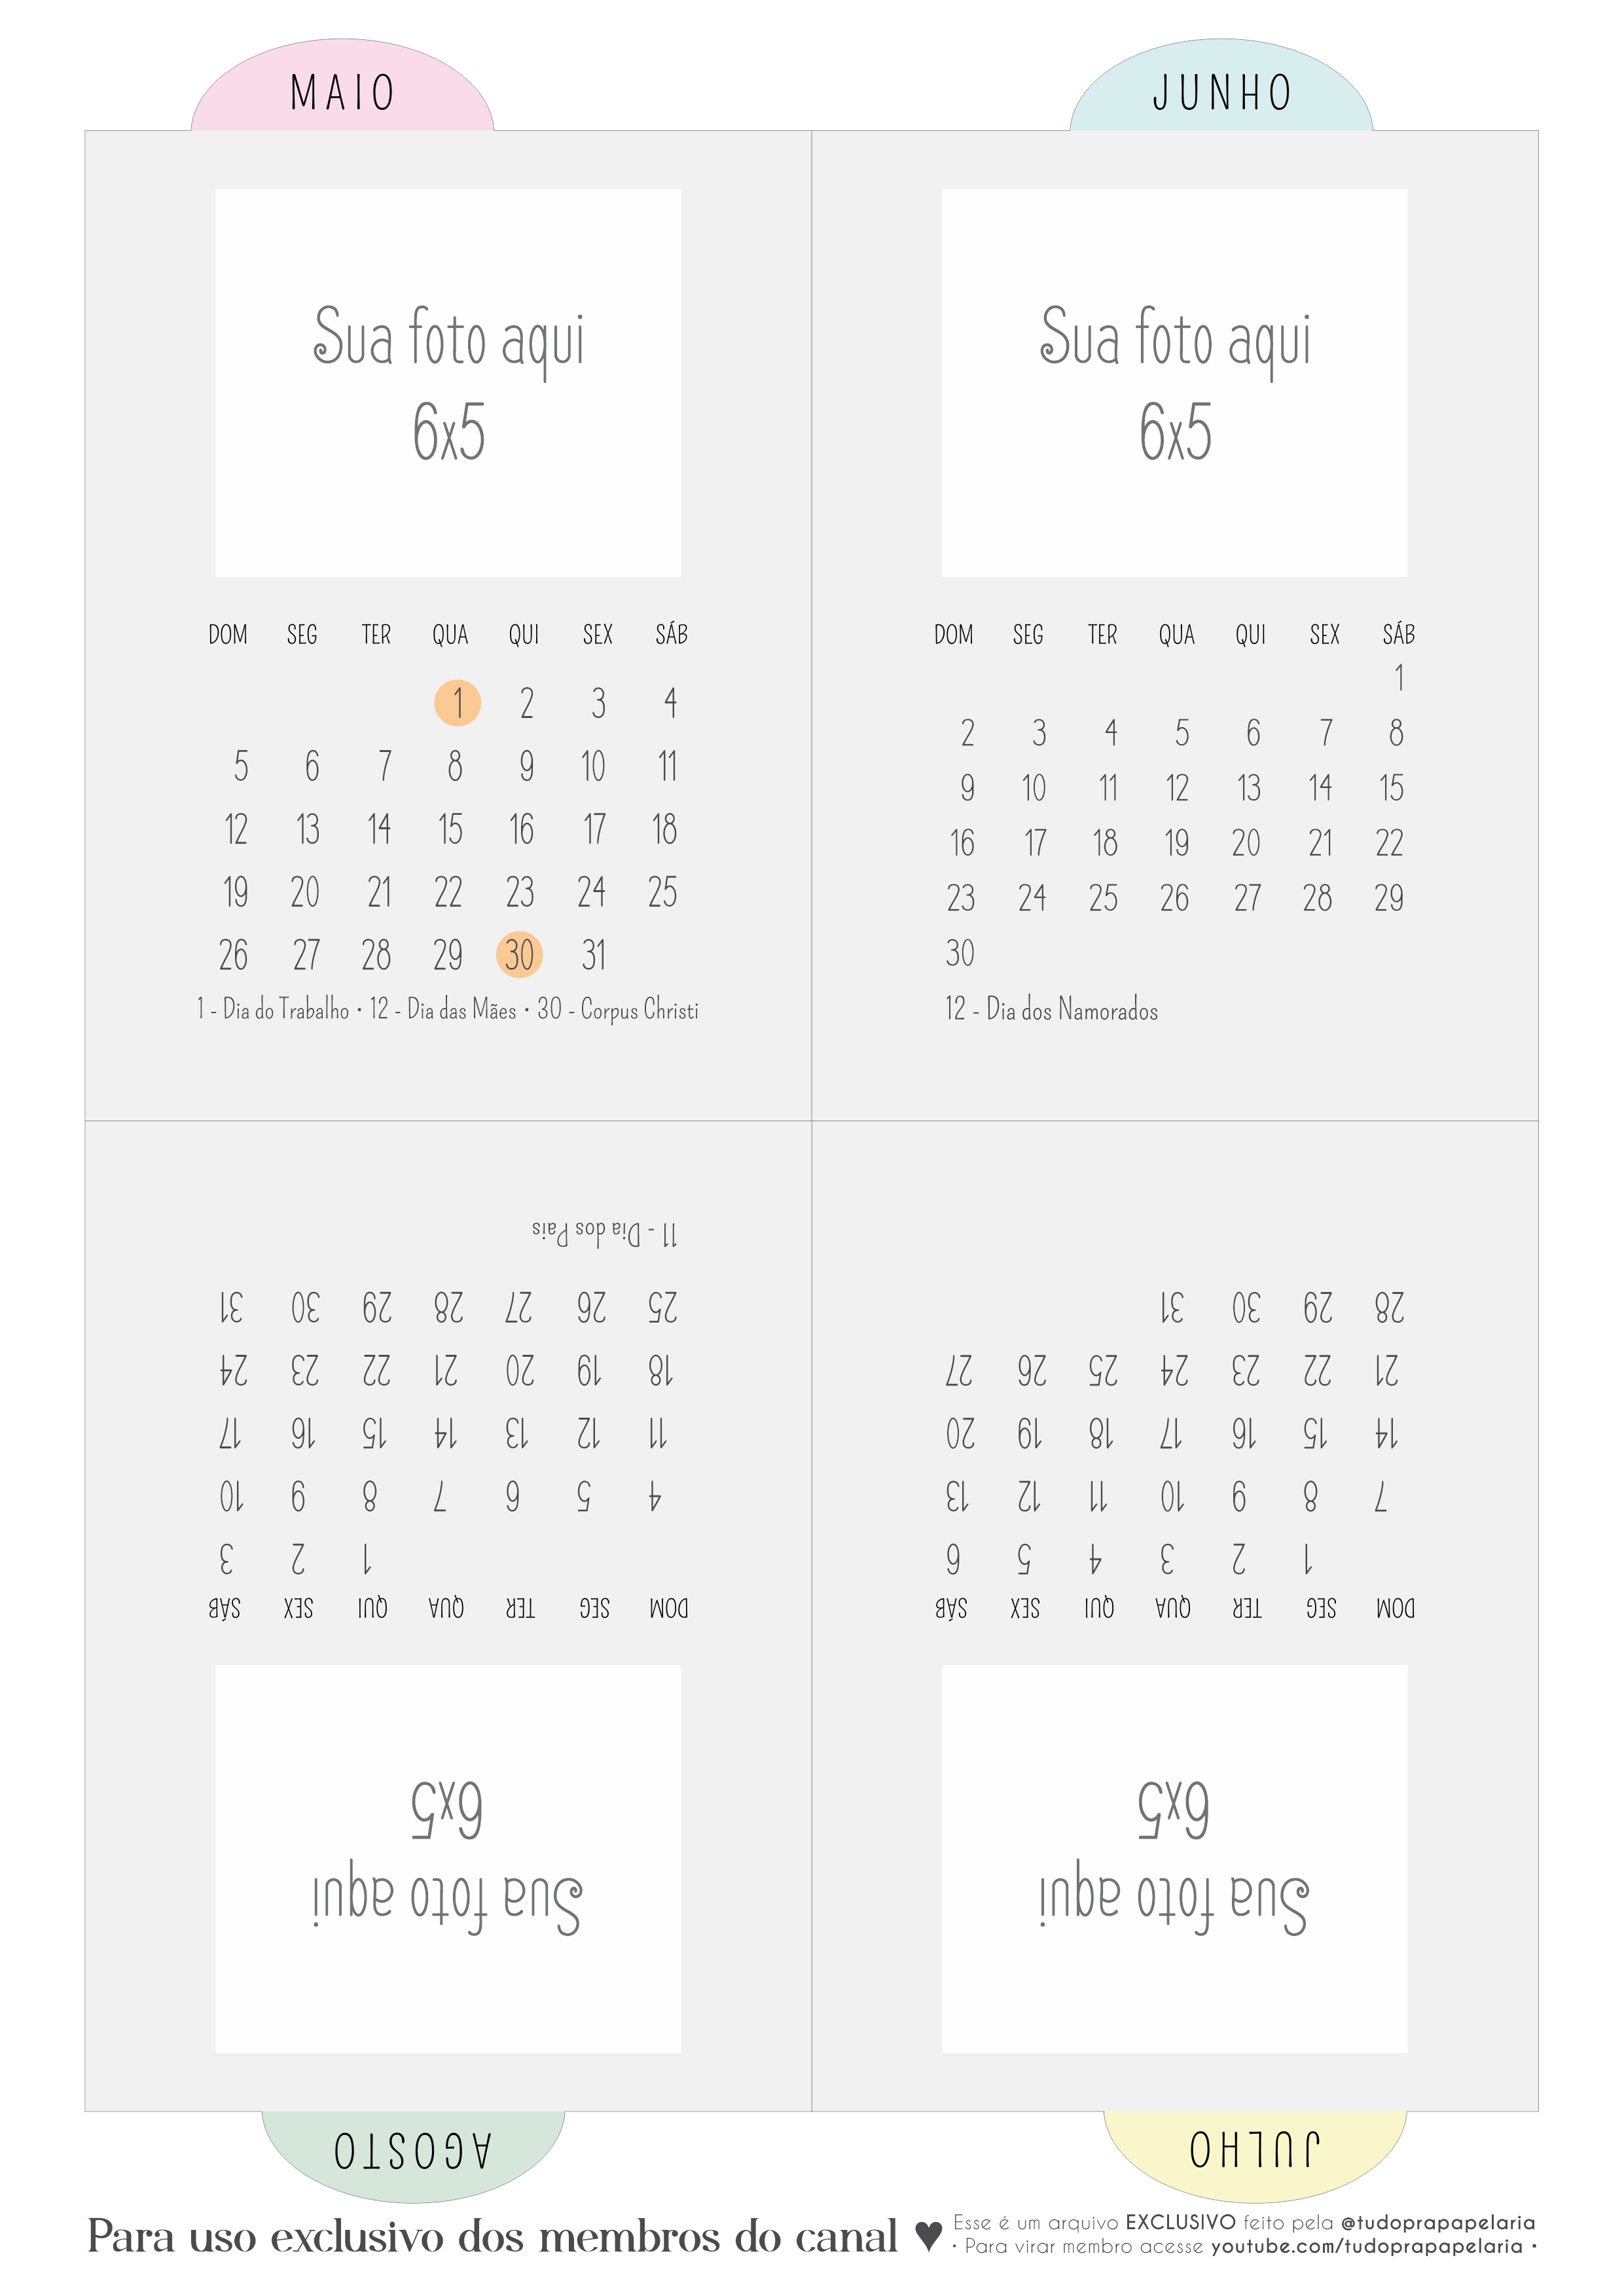 MAIO
Sua foto aqui
6x5
DOM SEG TER QUA QUI SEX SÁB
1 2 3 4
5 6 7 8 9 10 11
12 13 14 15 16 17 18
19 20 21 22 23 24 25
26 27 28 29 30 31
1 - Dia do Trabalho • 12 - Dia das Mães • 30 - Corpus Christi
JUNHO
Sua foto aqui
6x5
DOM SEG TER QUA QUI SEX SÁB
1
2 3 4 5 6 7 8
9 10 11 12 13 14 15
16 17 18 19 20 21 22
23 24 25 26 27 28 29
30
12 - Dia dos Namorados
JULHO
Sua foto aqui
6x5
DOM SEG TER QUA QUI SEX SÁB
1 2 3 4 5 6
7 8 9 10 11 12 13
14 15 16 17 18 19 20
21 22 23 24 25 26 27
28 29 30 31
AGOSTO
Sua foto aqui
6x5
DOM SEG TER QUA QUI SEX SÁB
1 2 3
4 5 6 7 8 9 10
11 12 13 14 15 16 17
18 19 20 21 22 23 24
25 26 27 28 29 30 31
11 - Dia dos Pais
Para uso exclusivo dos membros do canal ♥
Esse é um arquivo EXCLUSIVO feito pela @tudoprapapelaria
• Para virar membro acesse youtube.com/tudoprapapelaria •